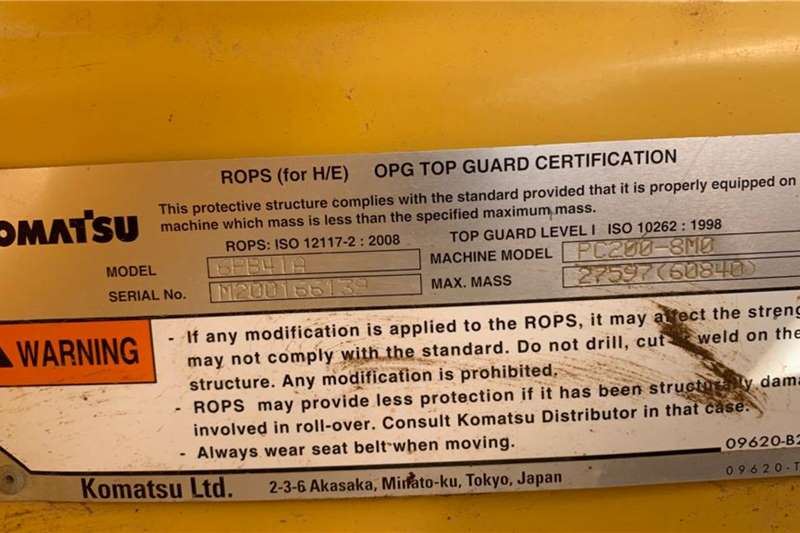 ROPS (for H/E) OPG TOP GUARD CERTIFICATION
This protective structure complies with the standard provided that it is properly equipped on
machine which mass is less than the specified maximum mass.
KOMATSU
ROPS: ISO 12117-2 : 2008 TOP GUARD LEVEL I ISO 10262 : 1998
MODEL 6PB41A MACHINE MODEL PC200-8M0
SERIAL No. M200166139 MAX. MASS 27597(60840)
WARNING
- If any modification is applied to the ROPS, it may affect the streng
may not comply with the standard. Do not drill, cut weld on the
structure. Any modification is prohibited.
- ROPS may provide less protection if it has been structurally dama
involved in roll-over. Consult Komatsu Distributor in that case.
- Always wear seat belt when moving.
09620-B2
Komatsu Ltd. 2-3-6 Akasaka, Minato-ku, Tokyo, Japan
09620-T